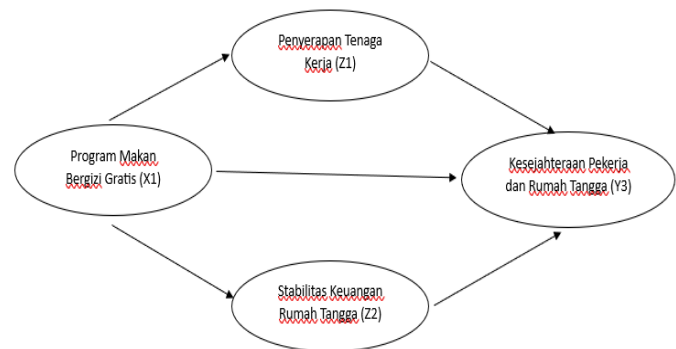 Penyerapan Tenaga
Kerja (Z1)
Program Makan
Bergizi Gratis (X1)
Kesejahteraan Pekerja
dan Rumah Tangga (Y3)
Stabilitas Keuangan
Rumah Tangga (Z2)